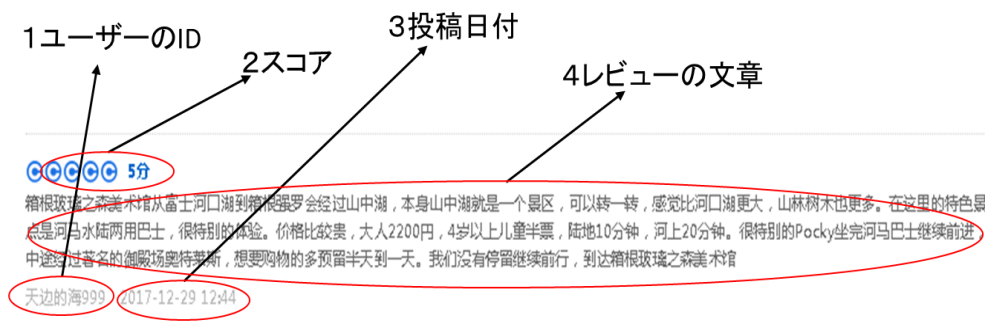 1ユーザーのID
2スコア
3投稿日付
4レビューの文章
5分
箱根玻璃之森美术馆从富士河口湖到箱根强罗会经过山中湖，本身山中湖就是一个景区，可以转一转，感觉比河口湖更大，山林树木也更多。在这里的特色景
点是河马水陆两用巴士，很特别的体验。价格比较贵，大人2200円，4岁以上儿童半票，陆地10分钟，河上20分钟。很特别的Pocky坐完河马巴士继续前进，
中途经过著名的御殿场奥特莱斯，想要购物的多预留半天到一天。我们没有停留继续前行，到达箱根玻璃之森美术馆
天边的海999 2017-12-29 12:44